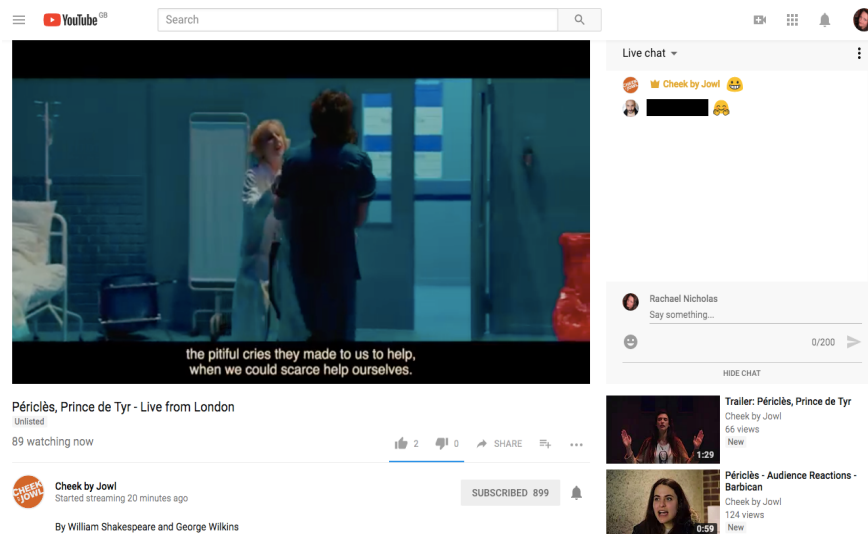 YouTube GB
Search
Live chat
Cheek by Jowl
the pitiful cries they made to us to help,
when we could scarce help ourselves.
Rachael Nicholas
Say something...
0/200
HIDE CHAT
Périclès, Prince de Tyr - Live from London
Unlisted
89 watching now
2
0
SHARE
CHEEK BY JOWL
Cheek by Jowl
Started streaming 20 minutes ago
SUBSCRIBED 899
By William Shakespeare and George Wilkins
1:29
Trailer: Périclès, Prince de Tyr
Cheek by Jowl
66 views
New
0:59
Périclès - Audience Reactions -
Barbican
Cheek by Jowl
124 views
New